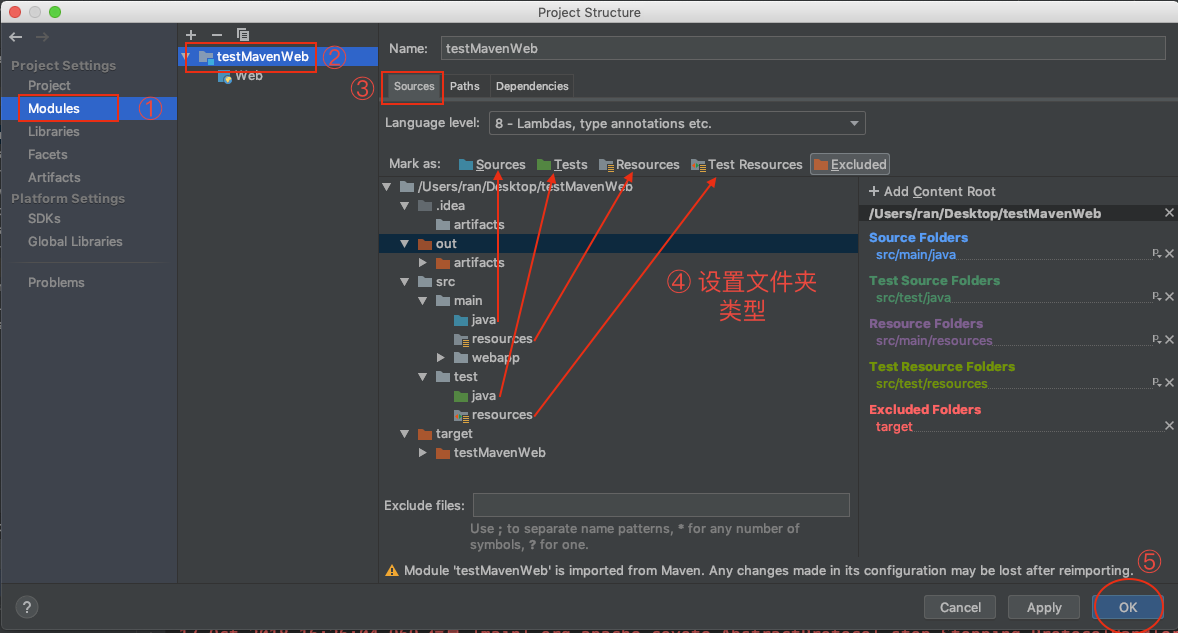 Project Structure
Project Settings
Project
Modules
①
Libraries
Facets
Artifacts
Platform Settings
SDKs
Global Libraries
Problems
testMavenWeb
②
Web
Name:
testMavenWeb
③
Sources
Paths
Dependencies
Language level:
8 - Lambdas, type annotations etc.
Mark as:
Sources
Tests
Resources
Test Resources
Excluded
/Users/ran/Desktop/testMavenWeb
.idea
artifacts
out
artifacts
src
main
java
resources
webapp
test
java
resources
target
testMavenWeb
④ 设置文件夹
类型
+ Add Content Root
/Users/ran/Desktop/testMavenWeb
Source Folders
src/main/java
Test Source Folders
src/test/java
Resource Folders
src/main/resources
Test Resource Folders
src/test/resources
Excluded Folders
target
Exclude files:
Use ; to separate name patterns, * for any number of
symbols, ? for one.
Module 'testMavenWeb' is imported from Maven. Any changes made in its configuration may be lost after reimporting.
⑤
?
Cancel
Apply
OK